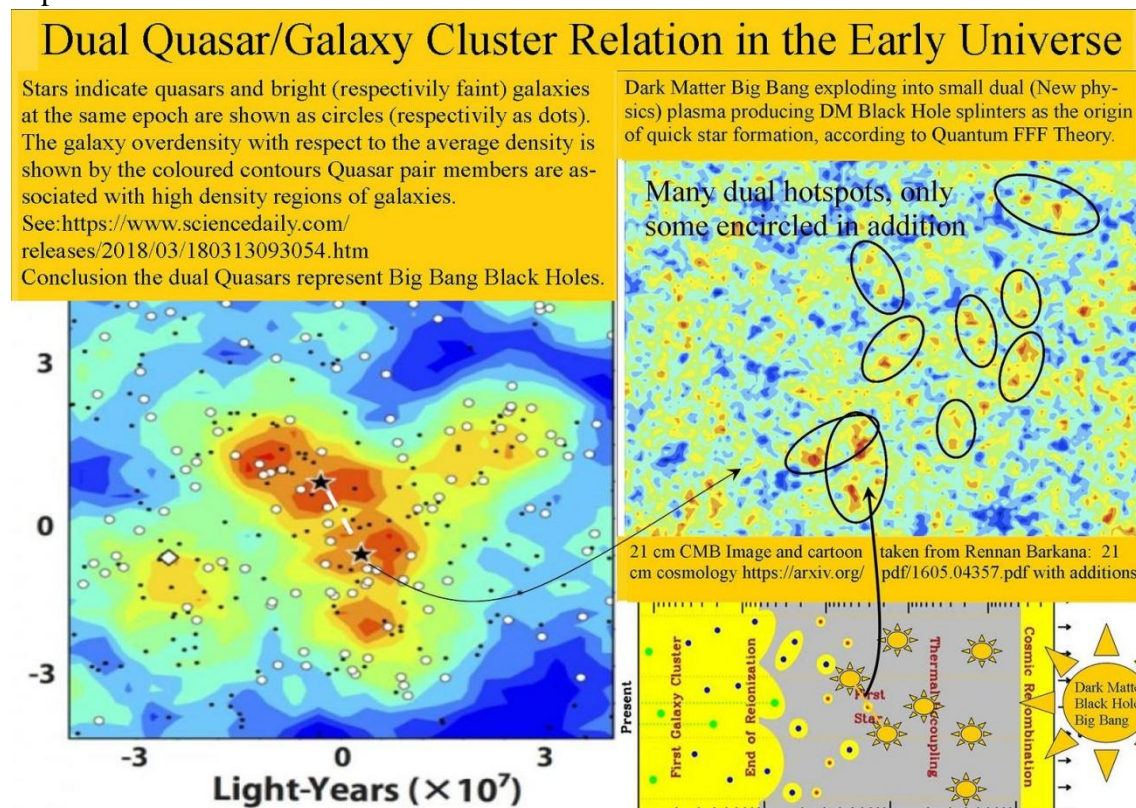 Dual Quasar/Galaxy Cluster Relation in the Early Universe
Stars indicate quasars and bright (respectivily faint) galaxies
at the same epoch are shown as circles (respectivily as dots).
The galaxy overdensity with respect to the average density is
shown by the coloured contours Quasar pair members are as-
sociated with high density regions of galaxies.
See:https://www.sciencedaily.com/
releases/2018/03/180313093054.htm
Conclusion the dual Quasars represent Big Bang Black Holes.
Dark Matter Big Bang exploding into small dual (New phy-
sics) plasma producing DM Black Hole splinters as the origin
of quick star formation, according to Quantum FFF Theory.
Many dual hotspots, only
some encircled in addition
3
0
-3
-3
0
3
Light-Years (×10⁷)
21 cm CMB Image and cartoon taken from Rennan Barkana: 21
cm cosmology https://arxiv.org/ pdf/1605.04357.pdf with additions
Present
First Galaxy Cluster
End of Reionization
First
Star
Thermal coupling
Cosmic Recombination
Dark Matte
Black Hole
Big Bang